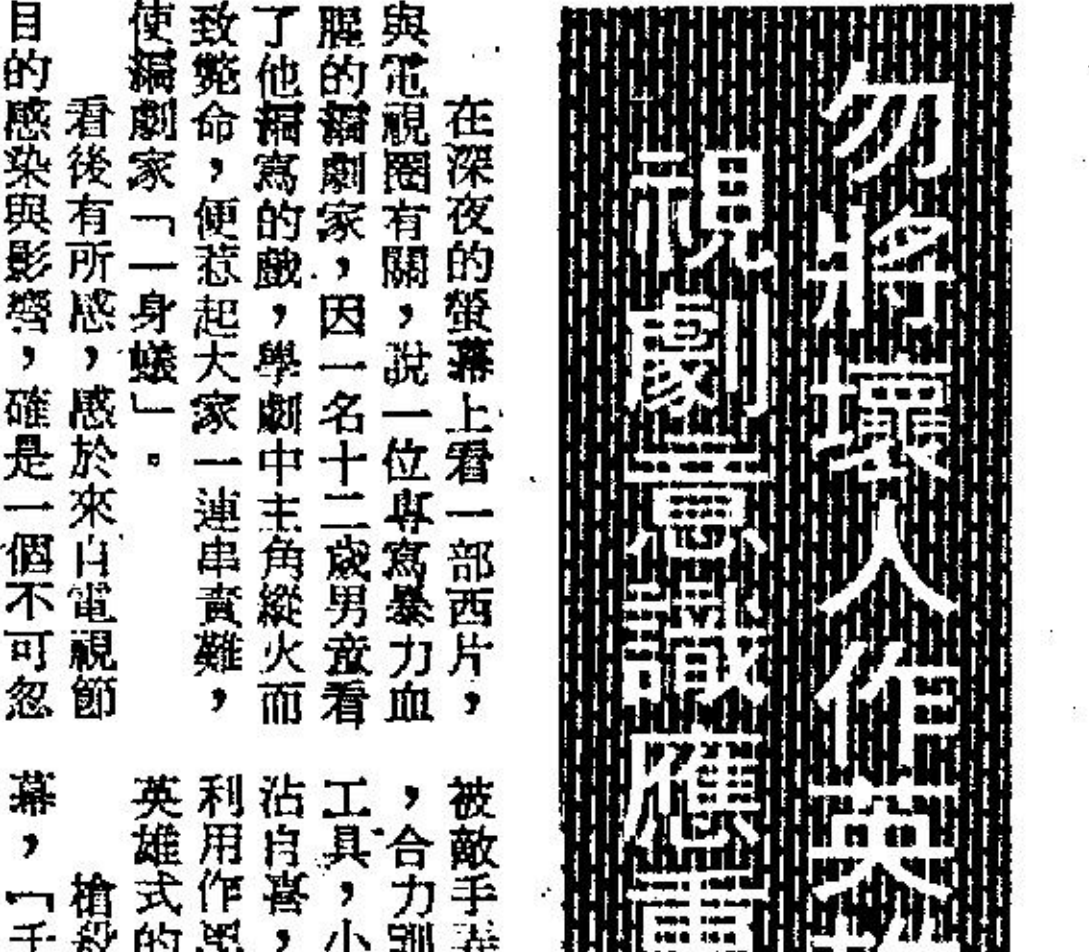 勿將壞人作英
視劇意識應重
在深夜的螢幕上看一部西片，
與電視圈有關，說一位專寫暴力血
腥的編劇家，因一名十二歲男童看
了他編寫的戲，學劇中主角縱火而
致斃命，便惹起大家一連串責難，
使編劇家「一身蟻」。
看後有所感，感於來自電視節
目的感染與影響，確是一個不可忽
被敵手
，合力訓
工具，小
沾自喜，
利用作
英雄式的
槍殺
幕，「千